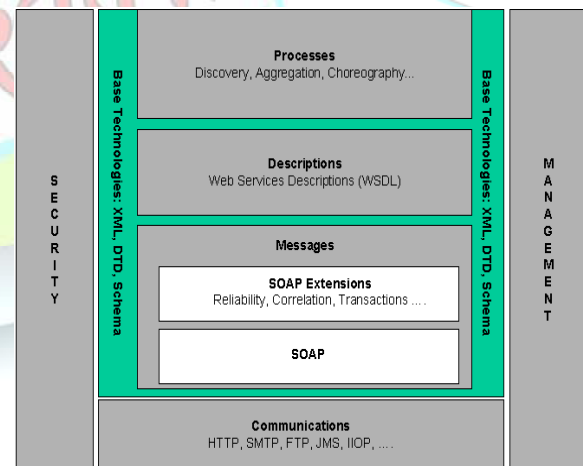 SECURITY
Base Technologies: XML, DTD, Schema
Processes
Discovery, Aggregation, Choreography...
Descriptions
Web Services Descriptions (WSDL)
Messages
SOAP Extensions
Reliability, Correlation, Transactions ....
SOAP
Base Technologies: XML, DTD, Schema
MANAGEMENT
Communications
HTTP, SMTP, FTP, JMS, IIOP, ....